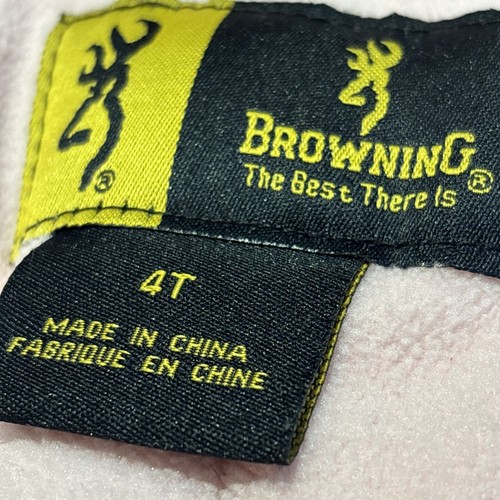 ®
BROWNING®
The Best There Is
4T
MADE IN CHINA
FABRIQUE EN CHINE